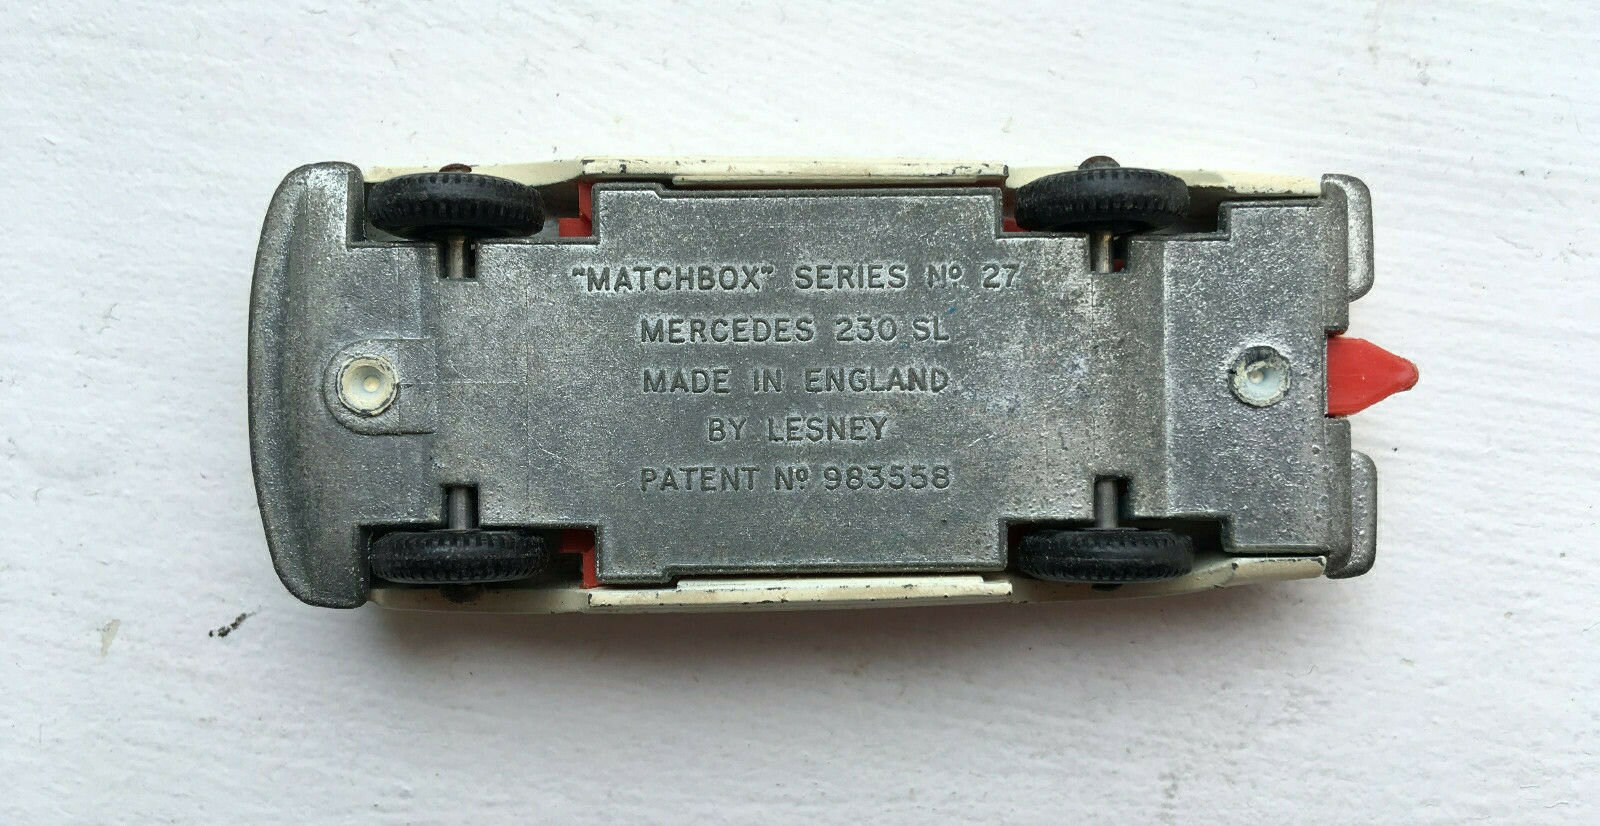 "MATCHBOX" SERIES Nº 27
MERCEDES 230 SL
MADE IN ENGLAND
BY LESNEY
PATENT Nº 983558